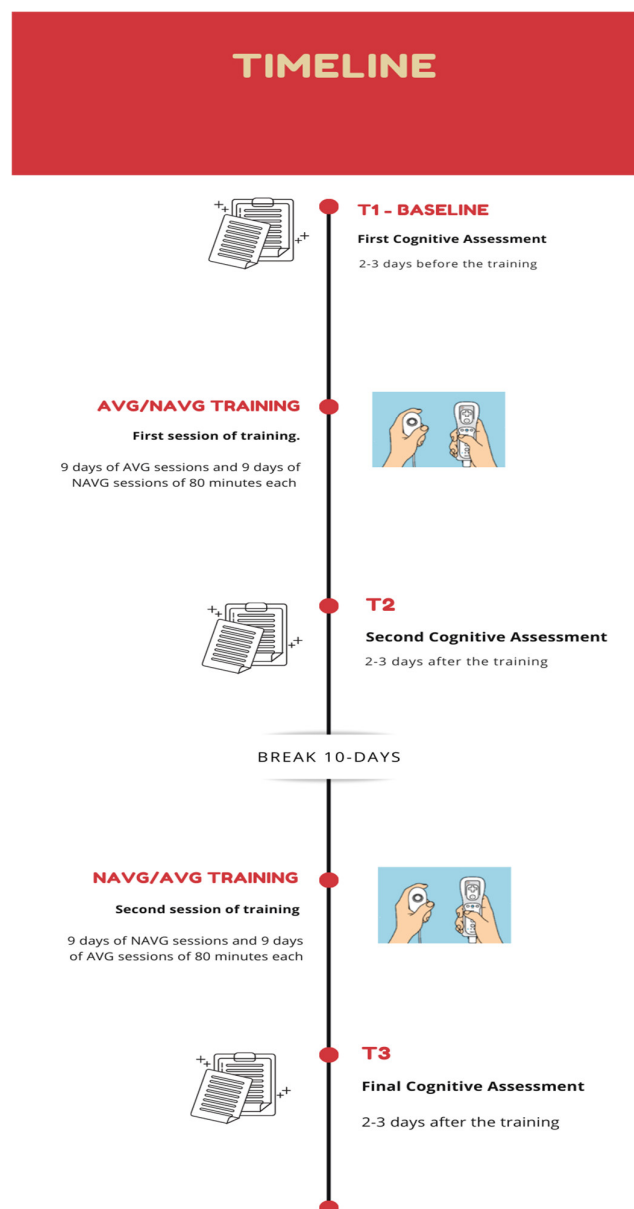 TIMELINE
T1 - BASELINE
First Cognitive Assessment
2-3 days before the training
AVG/NAVG TRAINING
First session of training.
9 days of AVG sessions and 9 days of
NAVG sessions of 80 minutes each
T2
Second Cognitive Assessment
2-3 days after the training
BREAK 10-DAYS
NAVG/AVG TRAINING
Second session of training
9 days of NAVG sessions and 9 days
of AVG sessions of 80 minutes each
T3
Final Cognitive Assessment
2-3 days after the training